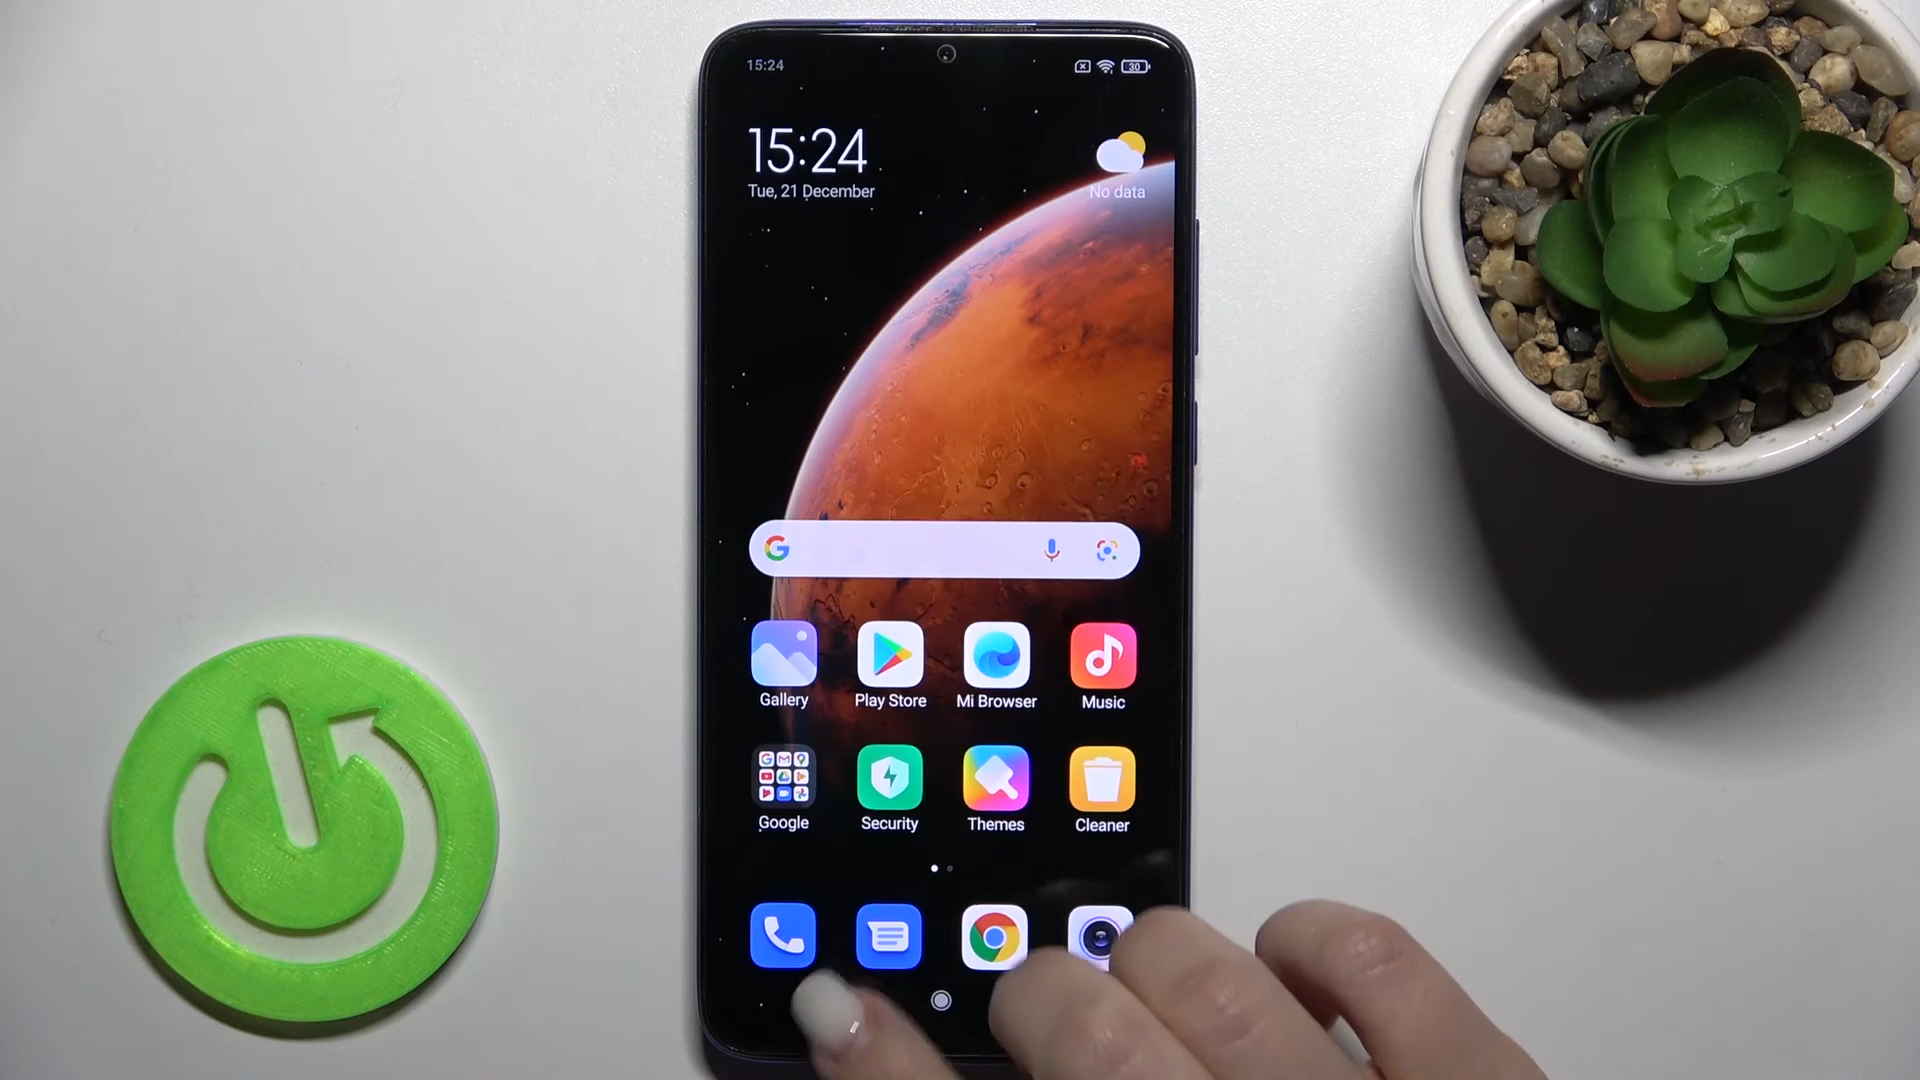 15:24
30
15:24
Tue, 21 December
No data
Gallery
Play Store
Mi Browser
Music
Google
Security
Themes
Cleaner